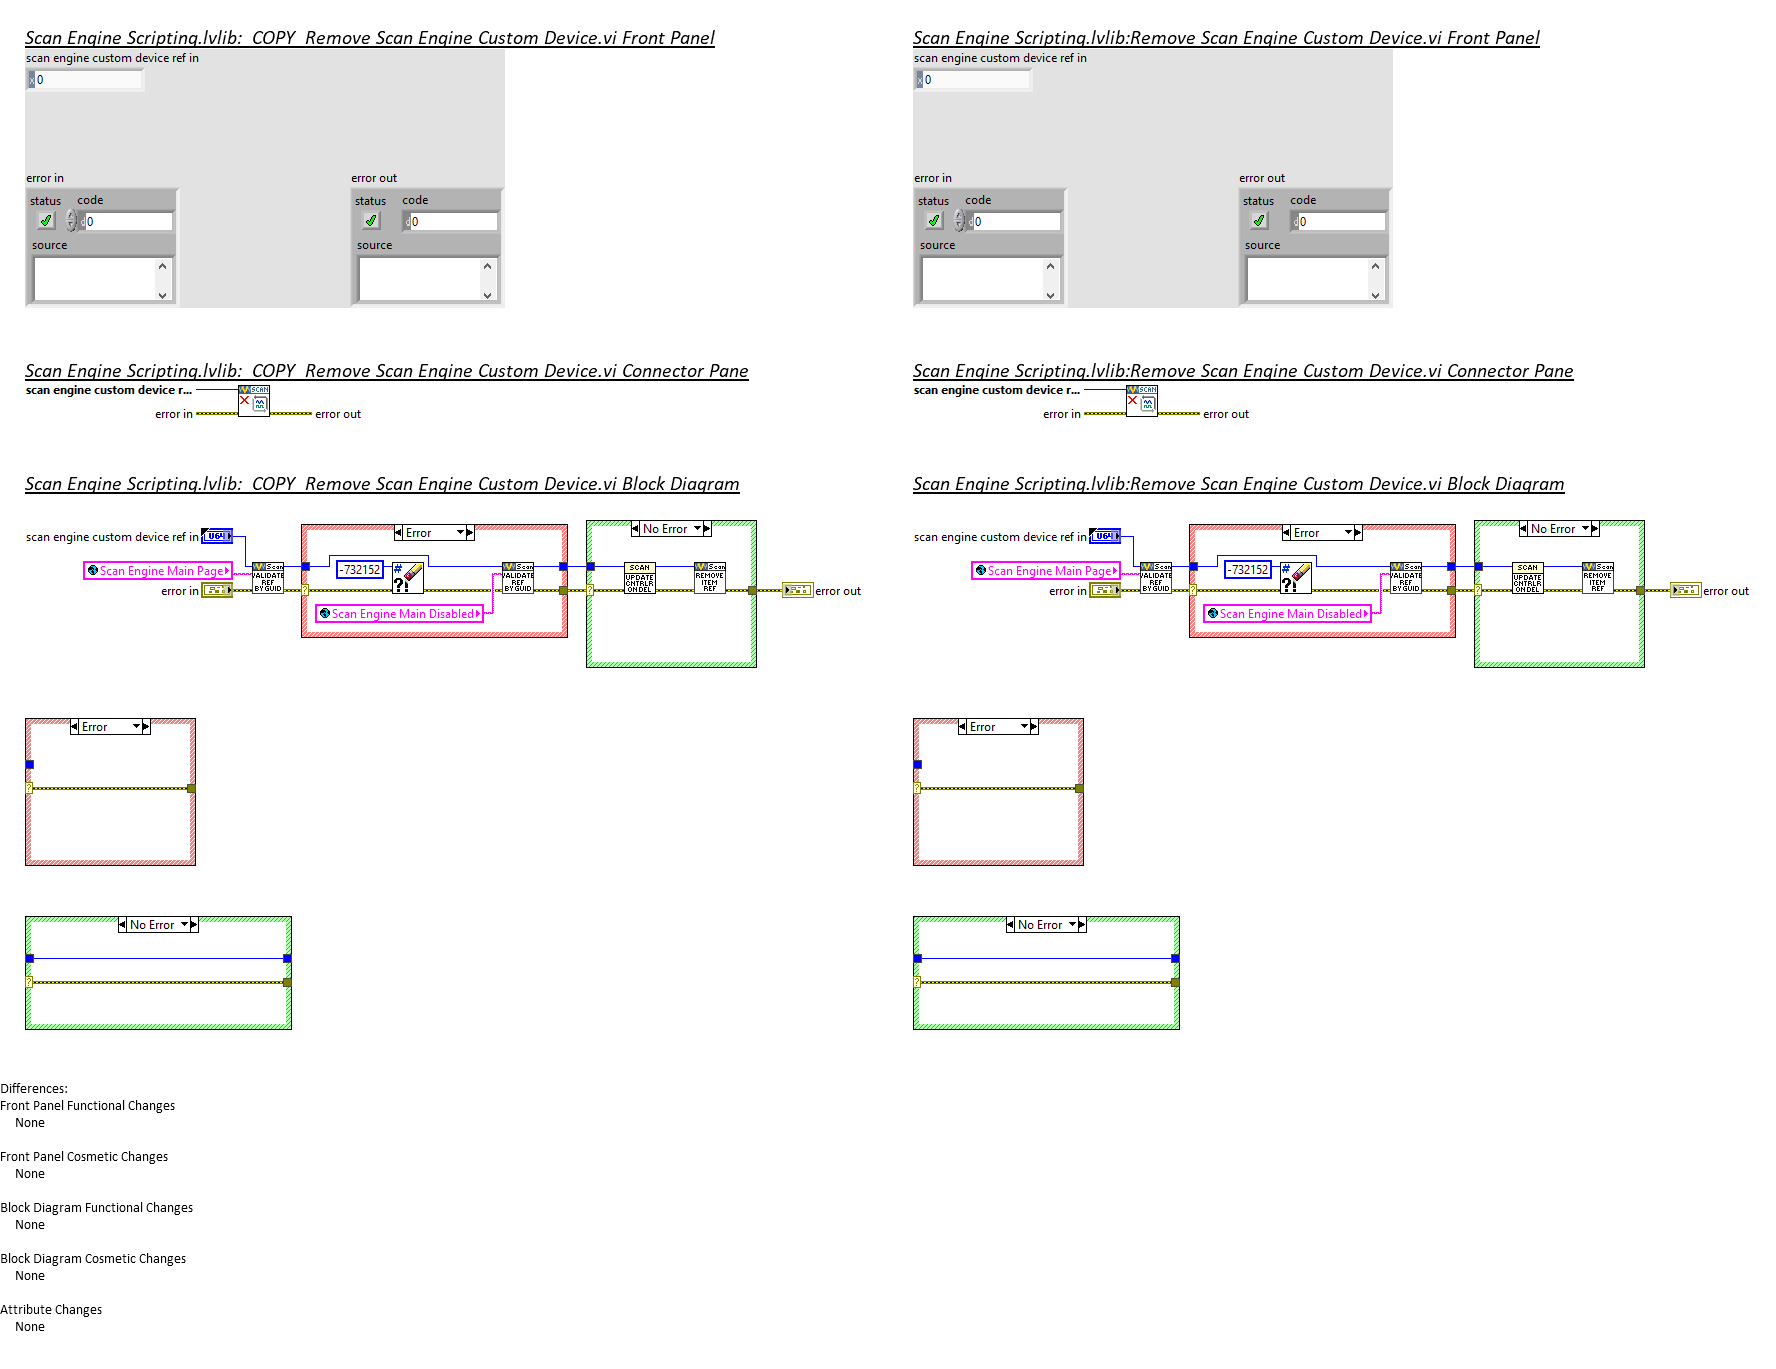 Scan Engine Scripting.lvlib:  COPY  Remove Scan Engine Custom Device.vi Front Panel
scan engine custom device ref in
x 0
error in
error out
status code
0
source
status code
0
source
Scan Engine Scripting.lvlib:Remove Scan Engine Custom Device.vi Front Panel
scan engine custom device ref in
x 0
error in
error out
status code
0
source
status code
0
source
Scan Engine Scripting.lvlib:  COPY  Remove Scan Engine Custom Device.vi Connector Pane
scan engine custom device r...
SCAN
error in
error out
Scan Engine Scripting.lvlib:Remove Scan Engine Custom Device.vi Connector Pane
scan engine custom device r...
SCAN
error in
error out
Scan Engine Scripting.lvlib:  COPY  Remove Scan Engine Custom Device.vi Block Diagram
scan engine custom device ref in
U64
Scan Engine Main Page
error in
Scan
VALIDATE
REF
BY GUID
Error
-732152
#
?!
Scan Engine Main Disabled
Scan
VALIDATE
REF
BY GUID
No Error
SCAN
UPDATE
CNTRLR
ON DEL
Scan
REMOVE
ITEM
REF
error out
Scan Engine Scripting.lvlib:Remove Scan Engine Custom Device.vi Block Diagram
scan engine custom device ref in
U64
Scan Engine Main Page
error in
Scan
VALIDATE
REF
BY GUID
Error
-732152
#
?!
Scan Engine Main Disabled
Scan
VALIDATE
REF
BY GUID
No Error
SCAN
UPDATE
CNTRLR
ON DEL
Scan
REMOVE
ITEM
REF
error out
Error
?
Error
?
No Error
?
No Error
?
Differences:
Front Panel Functional Changes
None
Front Panel Cosmetic Changes
None
Block Diagram Functional Changes
None
Block Diagram Cosmetic Changes
None
Attribute Changes
None